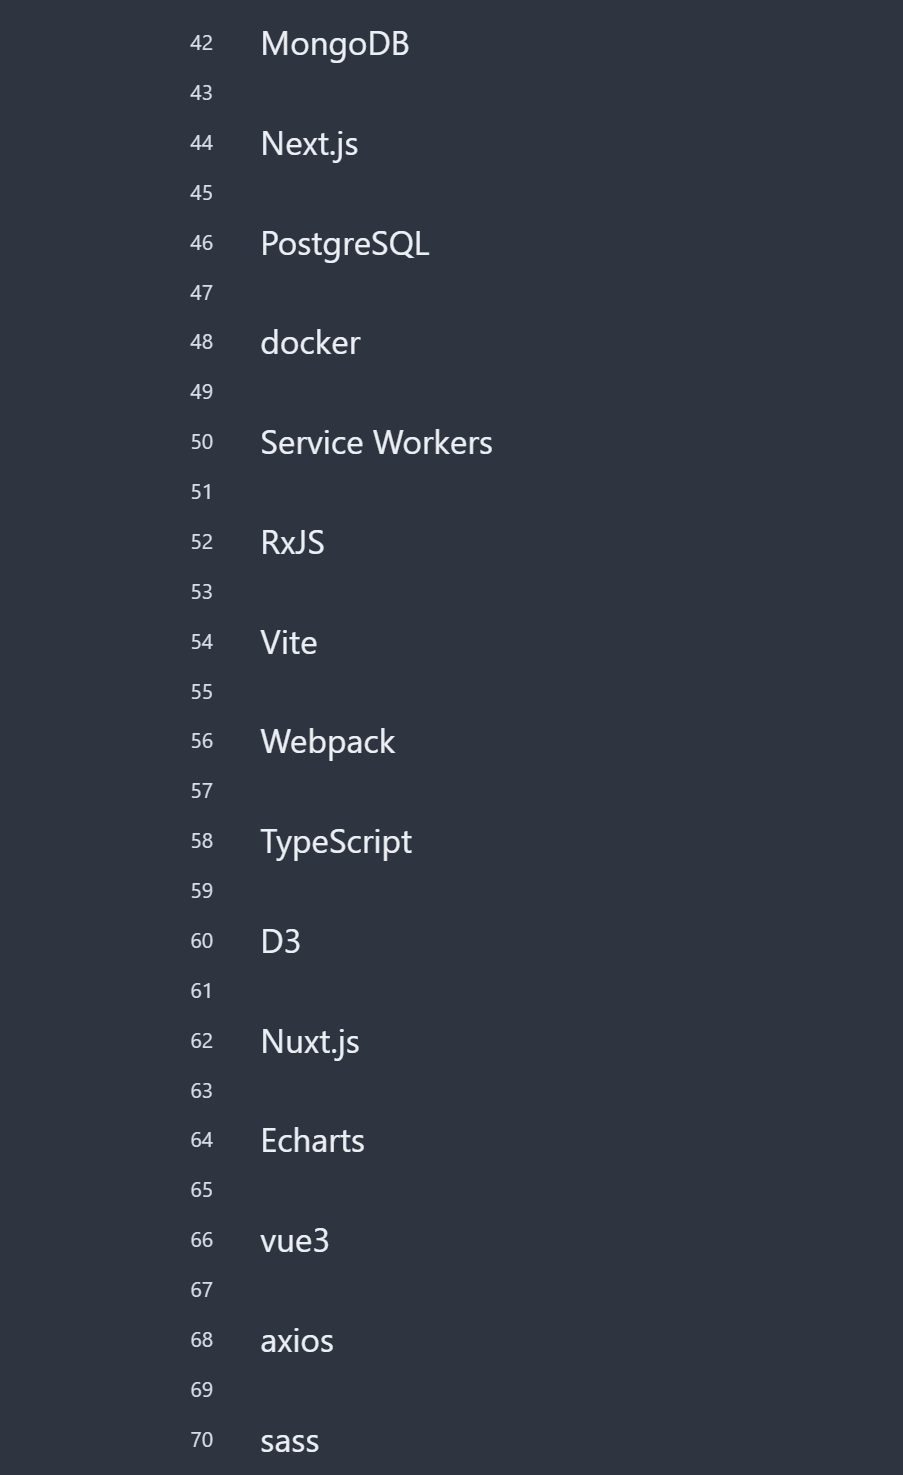 42 MongoDB
43
44 Next.js
45
46 PostgreSQL
47
48 docker
49
50 Service Workers
51
52 RxJS
53
54 Vite
55
56 Webpack
57
58 TypeScript
59
60 D3
61
62 Nuxt.js
63
64 Echarts
65
66 vue3
67
68 axios
69
70 sass